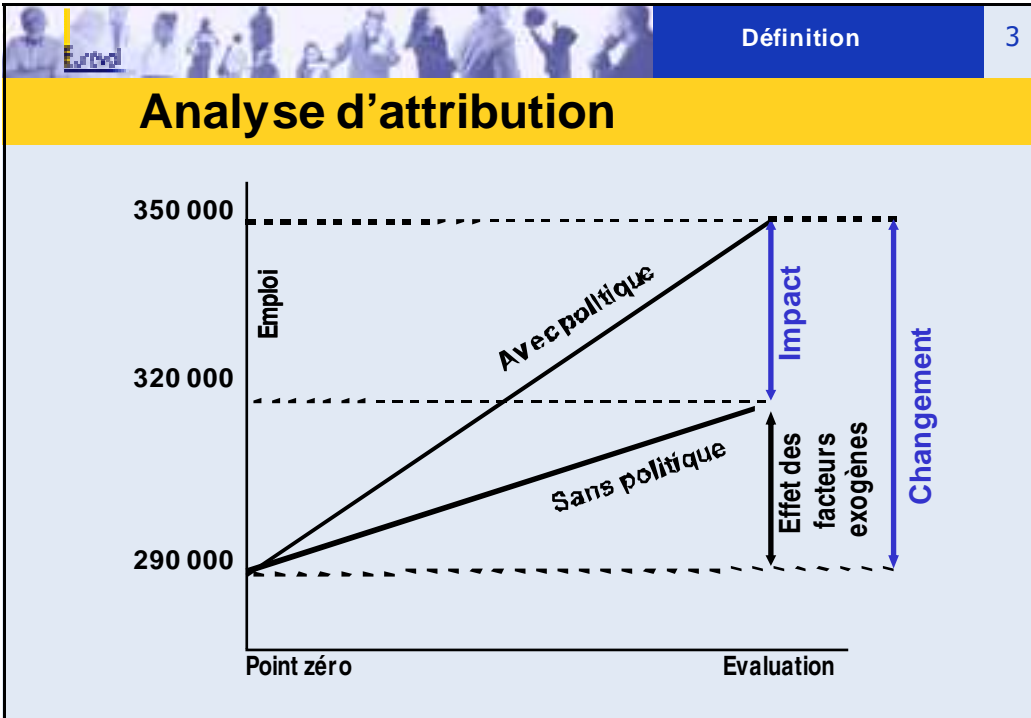 Définition
3
Eureval
Analyse d’attribution
350 000
320 000
290 000
Emploi
Avec politique
Sans politique
Impact
Effet des
facteurs
exogènes
Changement
Point zéro
Evaluation